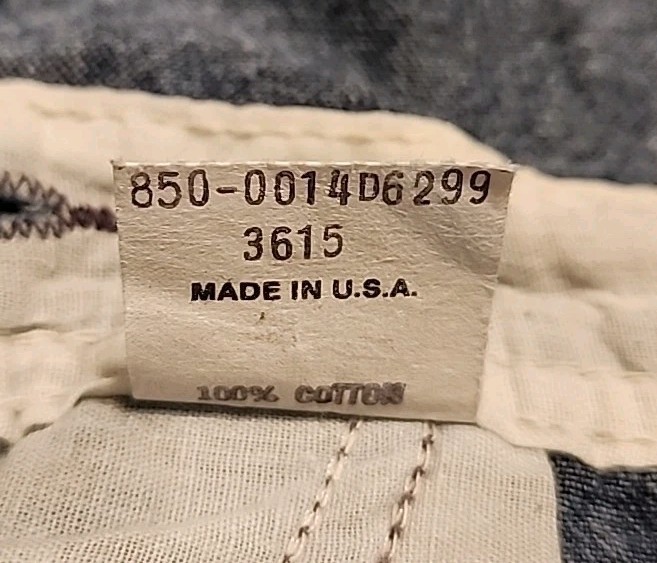 850-0014D6299
3615
MADE IN U.S.A.
100% COTTON